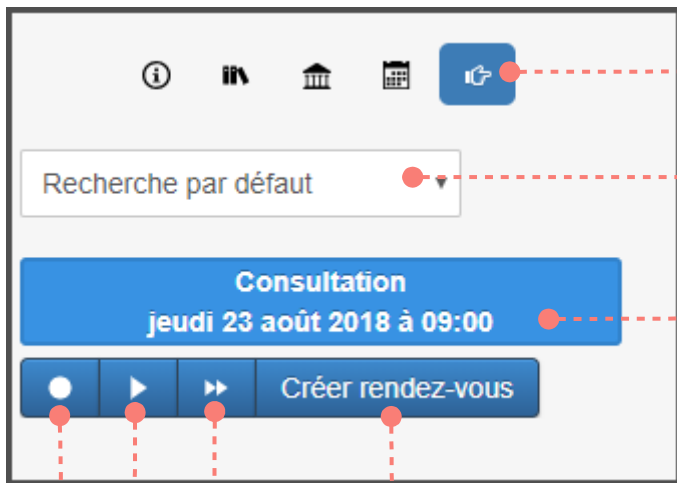 Recherche par défaut
Consultation
jeudi 23 août 2018 à 09:00
Créer rendez-vous